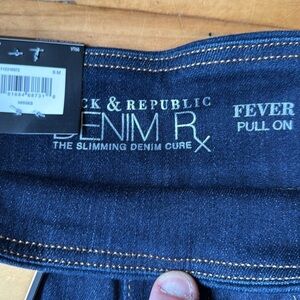 CK & REPUBLIC
DENIM Rx
THE SLIMMING DENIM CURE
FEVER
PULL ON